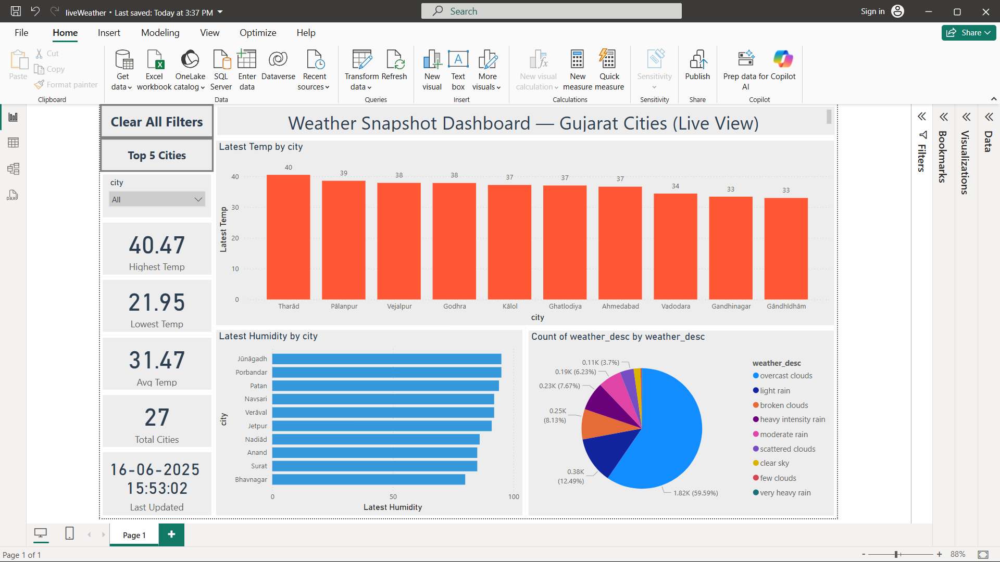 liveWeather • Last saved: Today at 3:37 PM
Search
Sign in
File
Home
Insert
Modeling
View
Optimize
Help
Share
Paste
Cut
Copy
Format painter
Clipboard
Get data
Excel workbook
OneLake catalog
SQL Server
Enter data
Dataverse
Recent sources
Data
Transform data
Refresh
Queries
New visual
Text box
More visuals
Insert
New visual calculation
New measure
Quick measure
Calculations
Sensitivity
Sensitivity
Publish
Share
Prep data for AI
Copilot
Copilot
Clear All Filters
Top 5 Cities
city
All
40.47
Highest Temp
21.95
Lowest Temp
31.47
Avg Temp
27
Total Cities
16-06-2025
15:53:02
Last Updated
Weather Snapshot Dashboard — Gujarat Cities (Live View)
Latest Temp by city
Latest Temp
40
30
20
10
0
40
39
38
38
37
37
37
34
33
33
Tharād
Pālanpur
Vejalpur
Godhra
Kālol
Ghatlodiya
Ahmedabad
Vadodara
Gandhinagar
Gāndhīdhām
city
Latest Humidity by city
city
Jūnāgadh
Porbandar
Patan
Navsari
Verāval
Jetpur
Nadiād
Anand
Surat
Bhavnagar
0
50
100
Latest Humidity
Count of weather_desc by weather_desc
0.11K (3.7%)
0.19K (6.23%)
0.23K (7.67%)
0.25K
(8.13%)
0.38K
(12.49%)
1.82K (59.59%)
weather_desc
overcast clouds
light rain
broken clouds
heavy intensity rain
moderate rain
scattered clouds
clear sky
few clouds
very heavy rain
Filters
Bookmarks
Visualizations
Data
DAX
Page 1
Page 1 of 1
88%